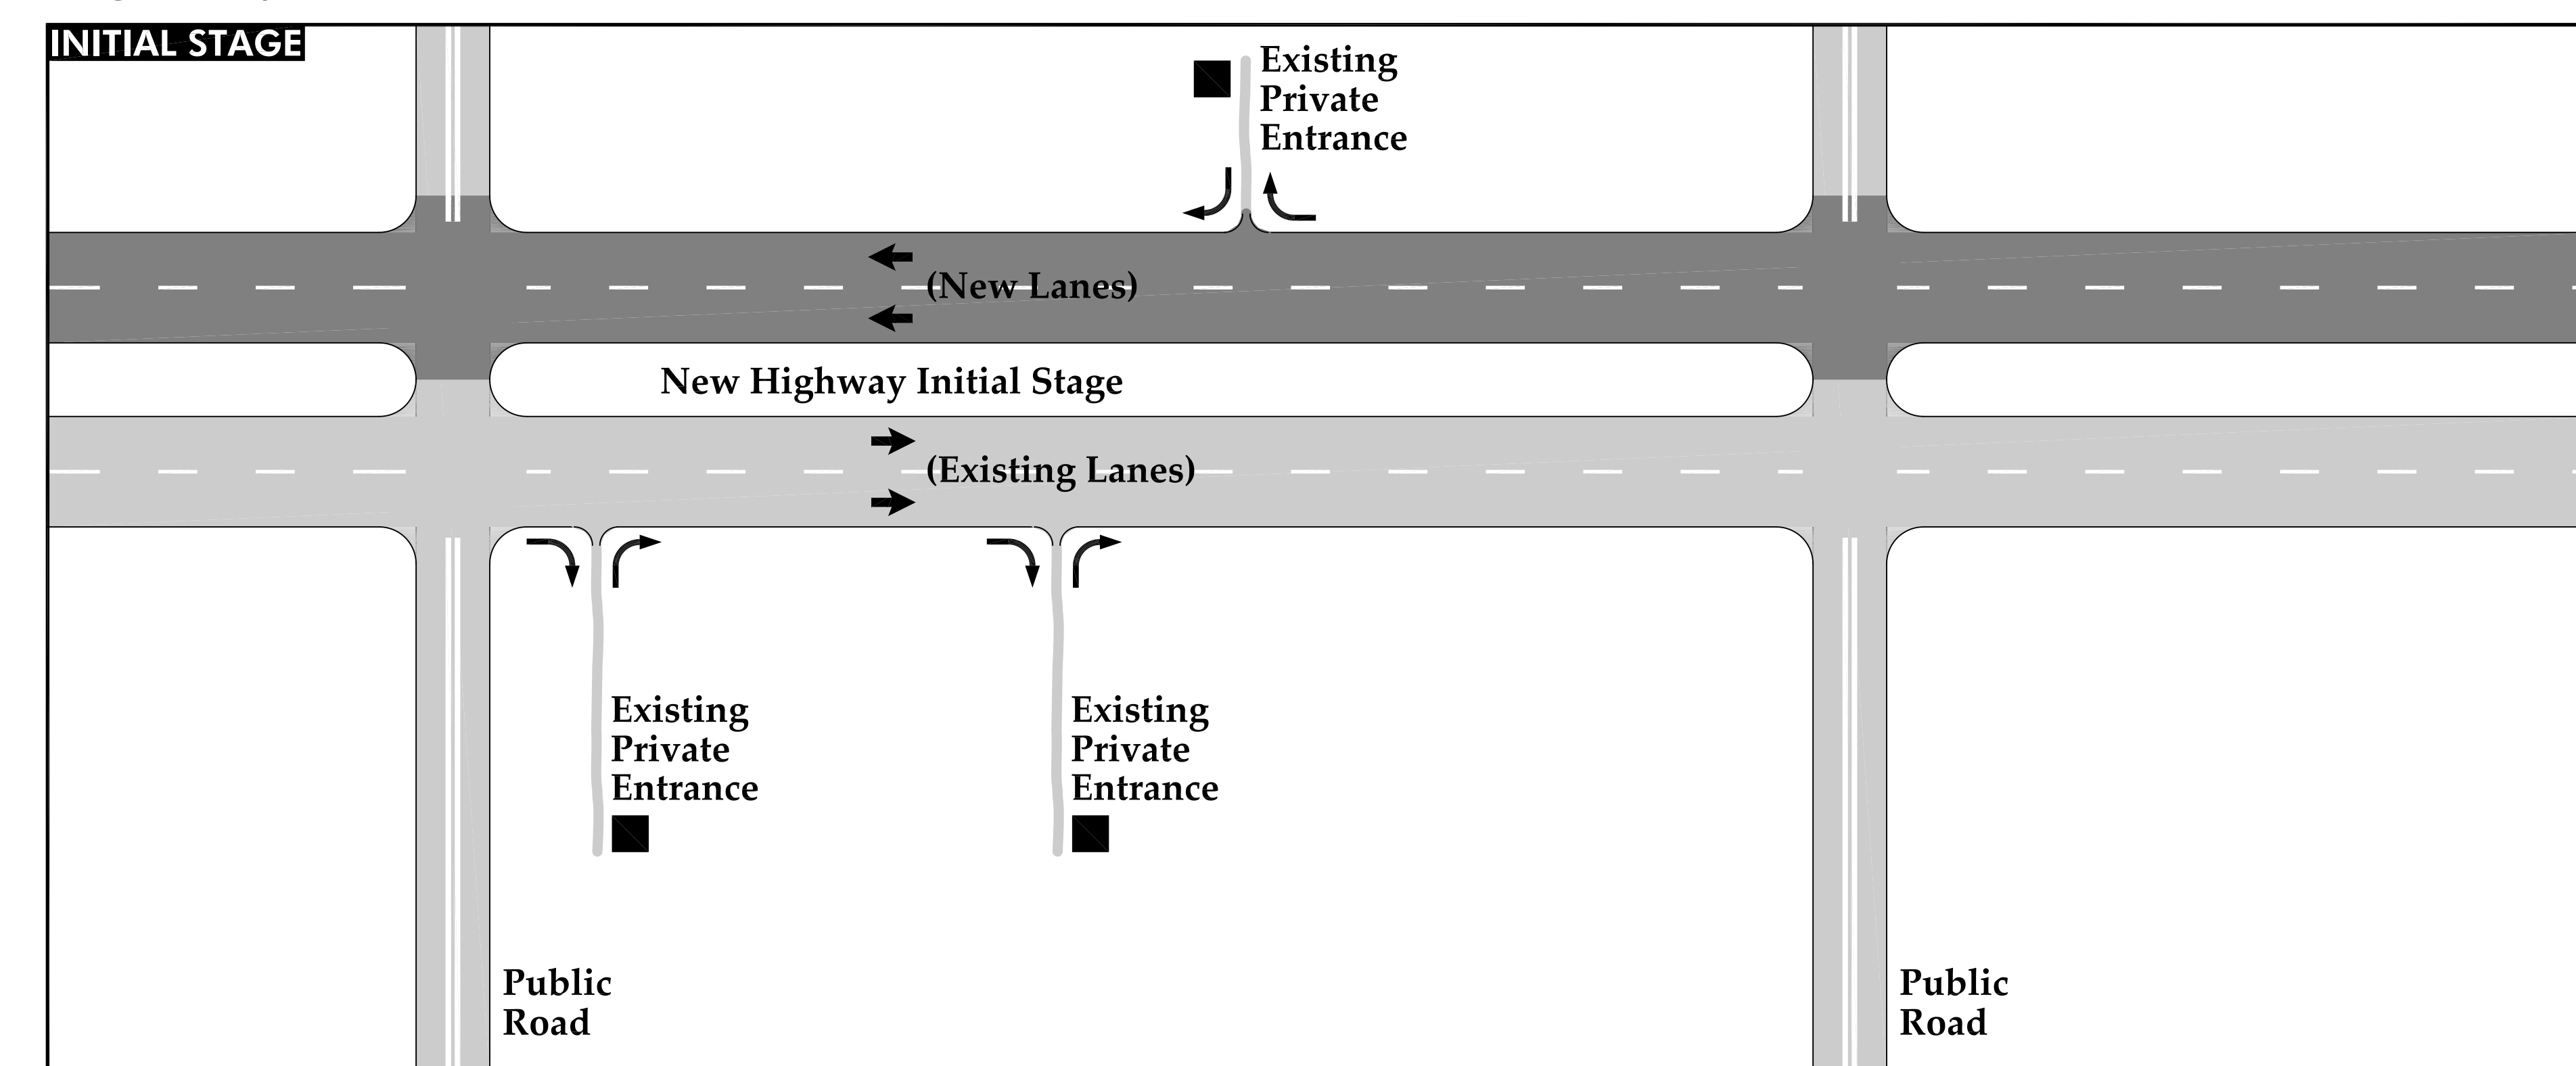 INITIAL STAGE
Existing
Private
Entrance
(New Lanes)
New Highway Initial Stage
(Existing Lanes)
Existing
Private
Entrance
Existing
Private
Entrance
Public
Road
Public
Road